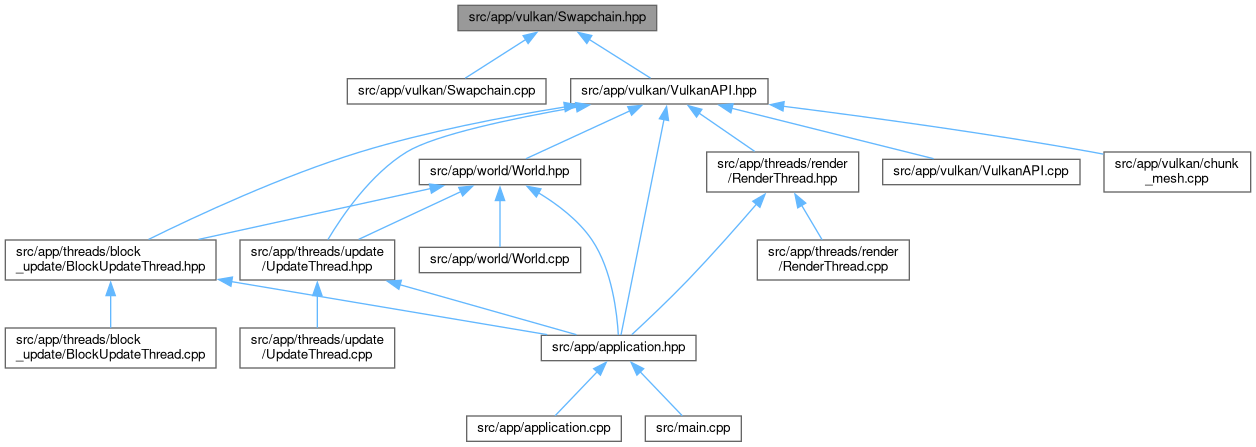 src/app/vulkan/Swapchain.hpp
src/app/vulkan/Swapchain.cpp
src/app/vulkan/VulkanAPI.hpp
src/app/world/World.hpp
src/app/threads/render
/RenderThread.hpp
src/app/vulkan/VulkanAPI.cpp
src/app/vulkan/chunk
_mesh.cpp
src/app/threads/block
_update/BlockUpdateThread.hpp
src/app/threads/update
/UpdateThread.hpp
src/app/world/World.cpp
src/app/threads/render
/RenderThread.cpp
src/app/threads/block
_update/BlockUpdateThread.cpp
src/app/threads/update
/UpdateThread.cpp
src/app/application.hpp
src/app/application.cpp
src/main.cpp